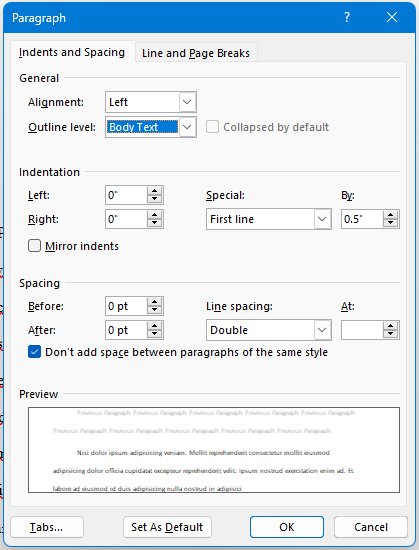 Paragraph ?
Indents and Spacing Line and Page Breaks
General
Alignment: Left
Outline level: Body Text Collapsed by default
Indentation
Left: 0" Special: By:
Right: 0" First line 0.5"
Mirror indents
Spacing
Before: 0 pt Line spacing: At:
After: 0 pt Double
Don't add space between paragraphs of the same style
Preview
Previous Paragraph Previous Paragraph Previous Paragraph Previous Paragraph Previous Paragraph
Previous Paragraph Previous Paragraph Previous Paragraph Previous Paragraph Previous Paragraph
Nisi dolor ipsum adipisicing veniam. Mollit reprehenderit consectetur mollit eiusmod
adipisicing dolor officia cupidatat excepteur reprehenderit velit. Ipsum nostrud exercitation enim ad. Et
labore ad eiusmod id duis adipisicing nulla nostrud in adipisici
Tabs... Set As Default OK Cancel